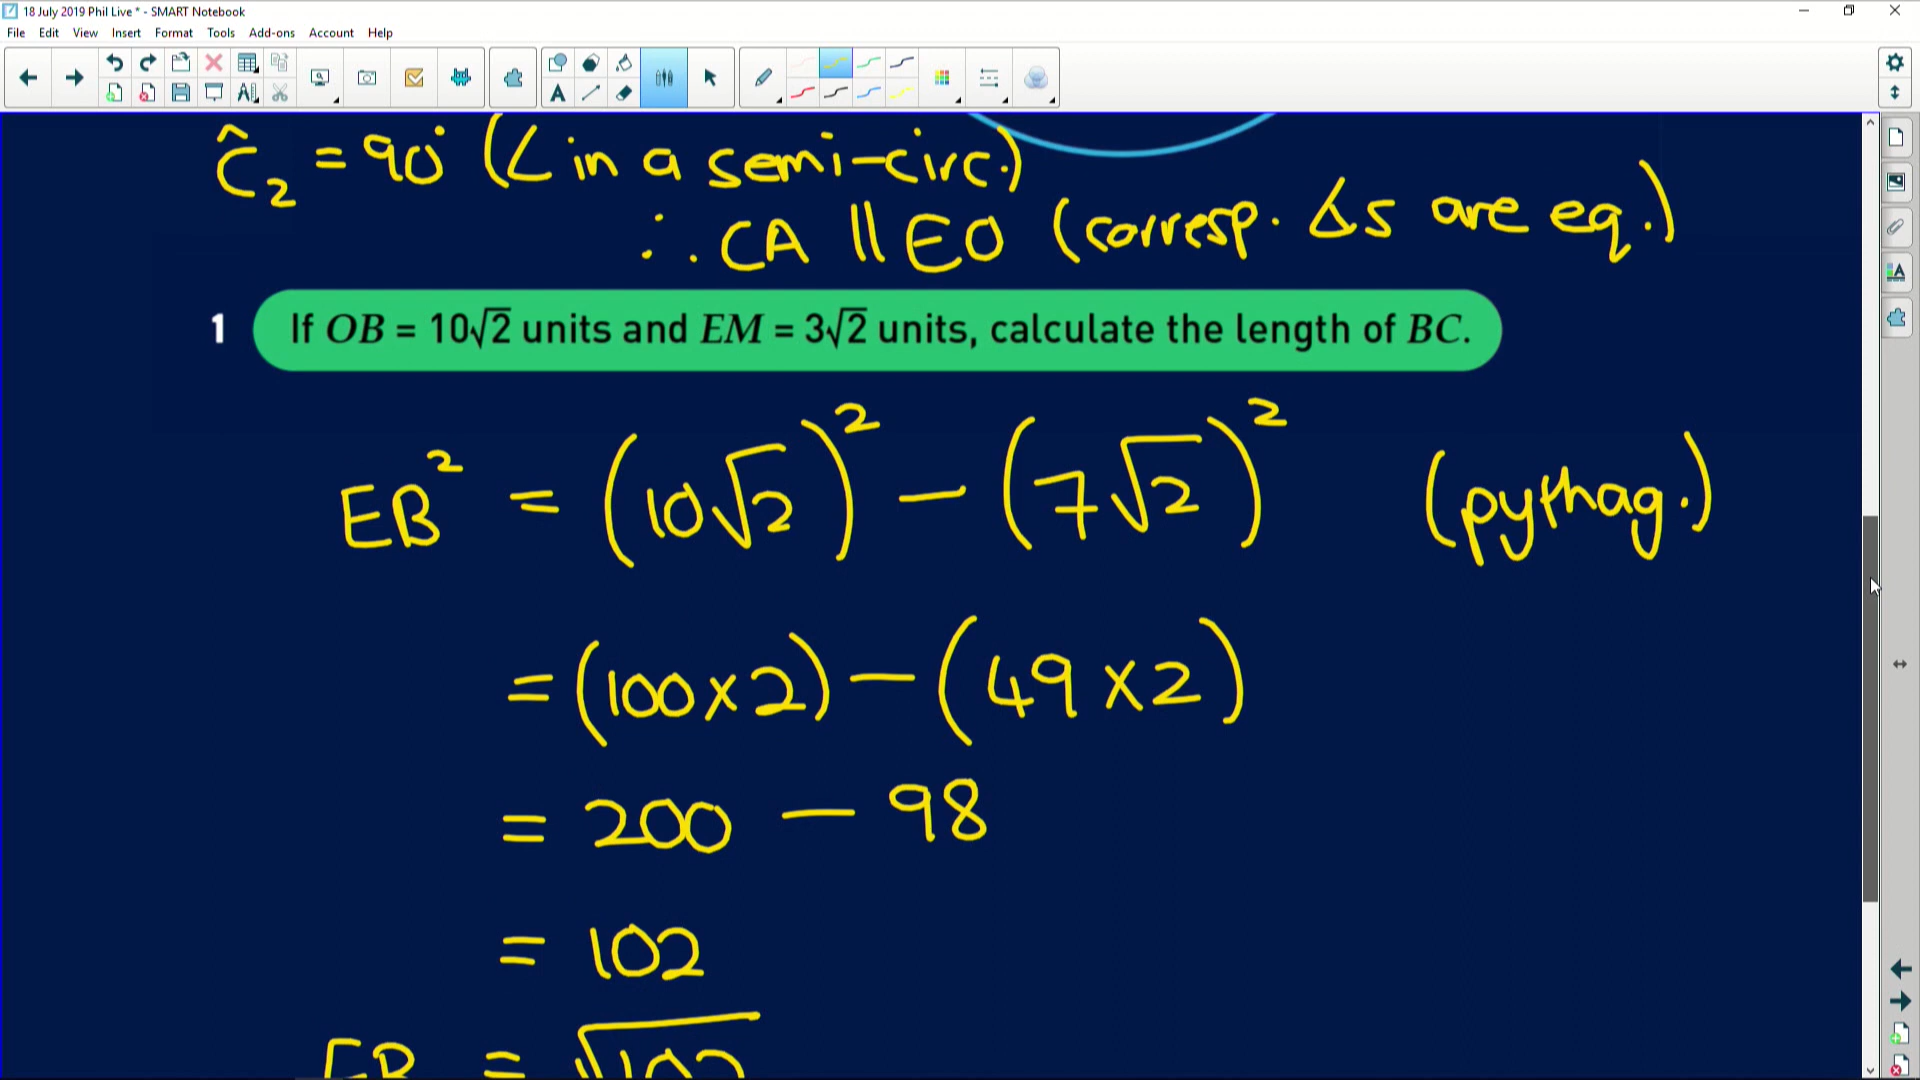 18 July 2019 Phil Live * - SMART Notebook
File Edit View Insert Format Tools Add-ons Account Help
Ĉ₂ = 90° (∠ in a semi-circ.)
∴ CA || EO (corresp. ∆s are eq.)
1 If OB = 10√2 units and EM = 3√2 units, calculate the length of BC.
EB² = (10√2)² − (7√2)² (pythag.)
= (100×2) − (49×2)
= 200 − 98
= 102
EB = √102